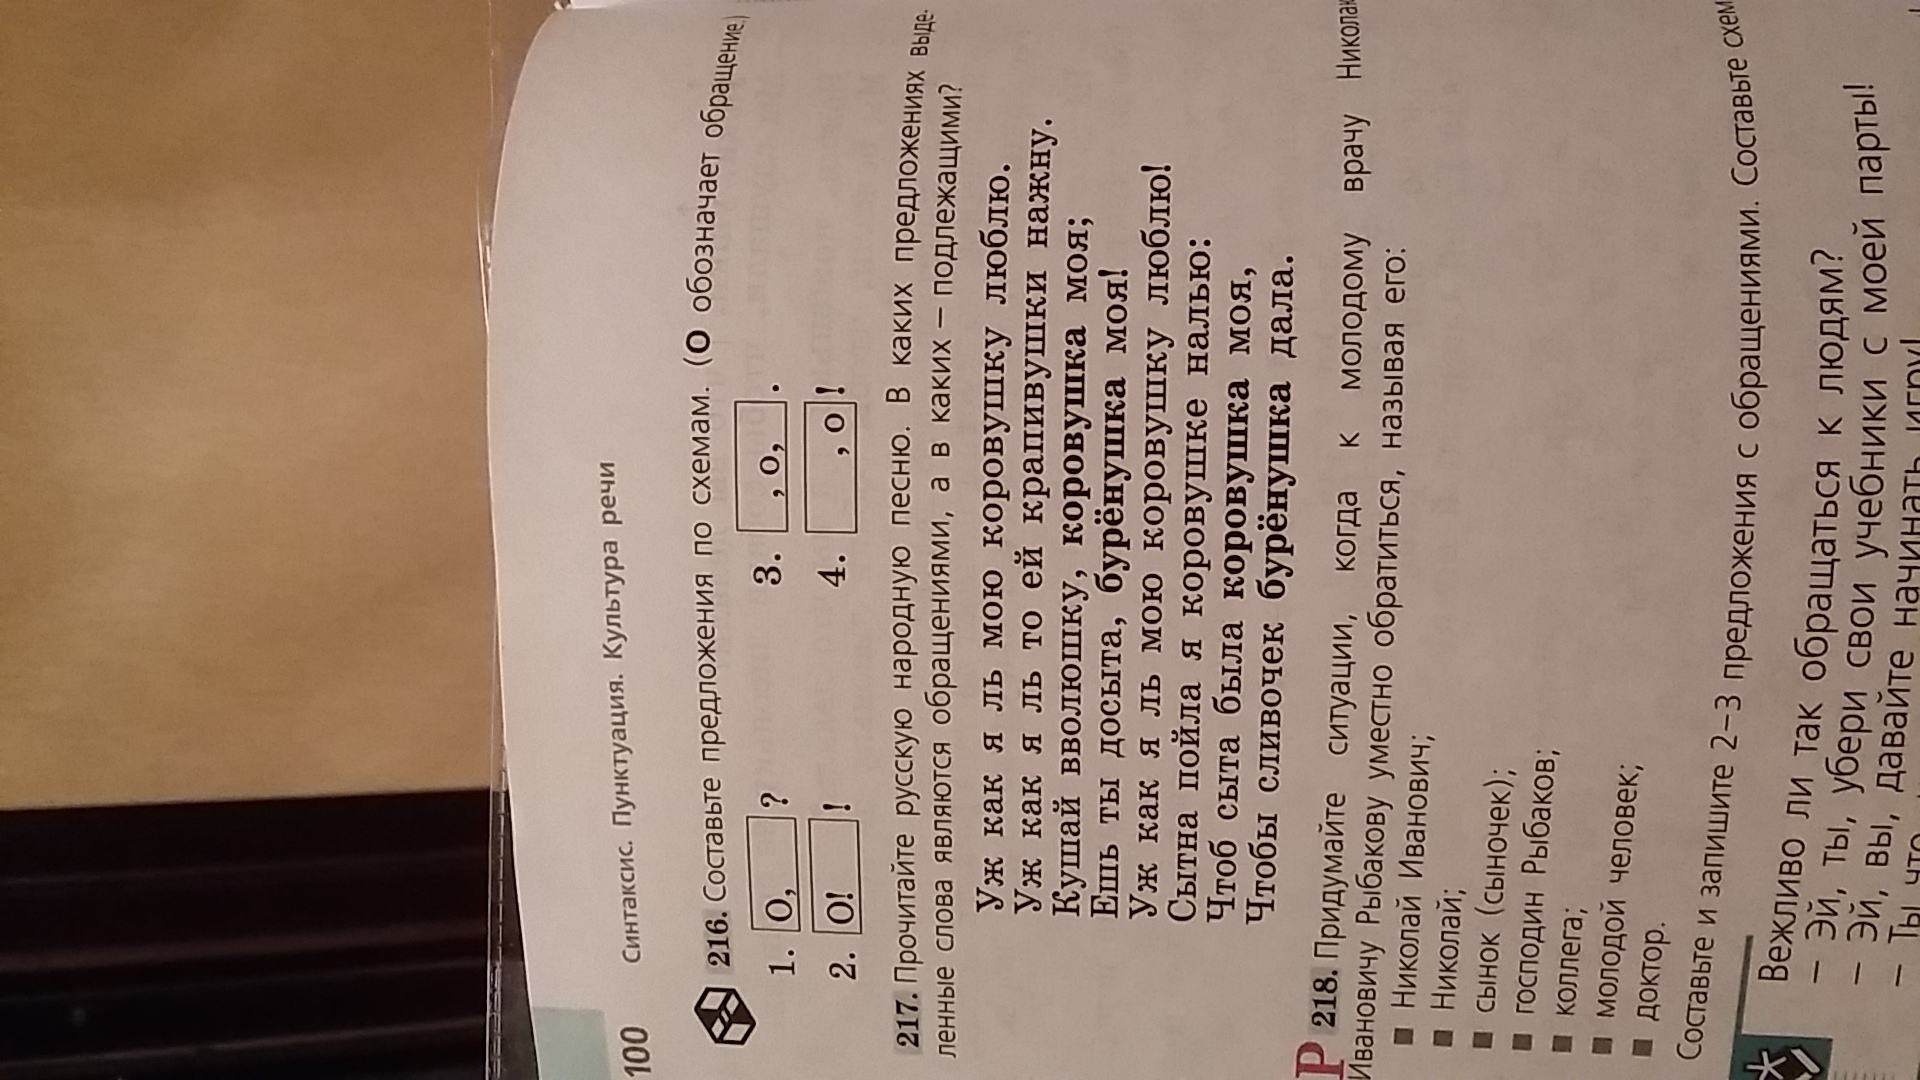 100 Синтаксис. Пунктуация. Культура речи
216. Составьте предложения по схемам. (О обозначает обращение.)
1. О, ? 3. , о, .
2. О! ! 4. , о !
217. Прочитайте русскую народную песню. В каких предложениях выде-
ленные слова являются обращениями, а в каких – подлежащими?
Уж как я ль мою коровушку люблю.
Уж как я ль то ей крапивушки нажну.
Кушай вволюшку, коровушка моя;
Ешь ты досыта, бурёнушка моя!
Уж как я ль мою коровушку люблю!
Сытна пойла я коровушке налью:
Чтоб сыта была коровушка моя,
Чтобы сливочек бурёнушка дала.
Р 218. Придумайте ситуации, когда к молодому врачу
Ивановичу Рыбакову уместно обратиться, называя его:
■ Николай Иванович;
■ Николай;
■ сынок (сыночек);
■ господин Рыбаков;
■ коллега;
■ молодой человек;
■ доктор.
Составьте и запишите 2–3 предложения с обращениями. Составьте
Вежливо ли так обращаться к людям?
– Эй, ты, убери свои учебники с моей парты!
– Эй, вы, давайте начинать игру!
– Ты что